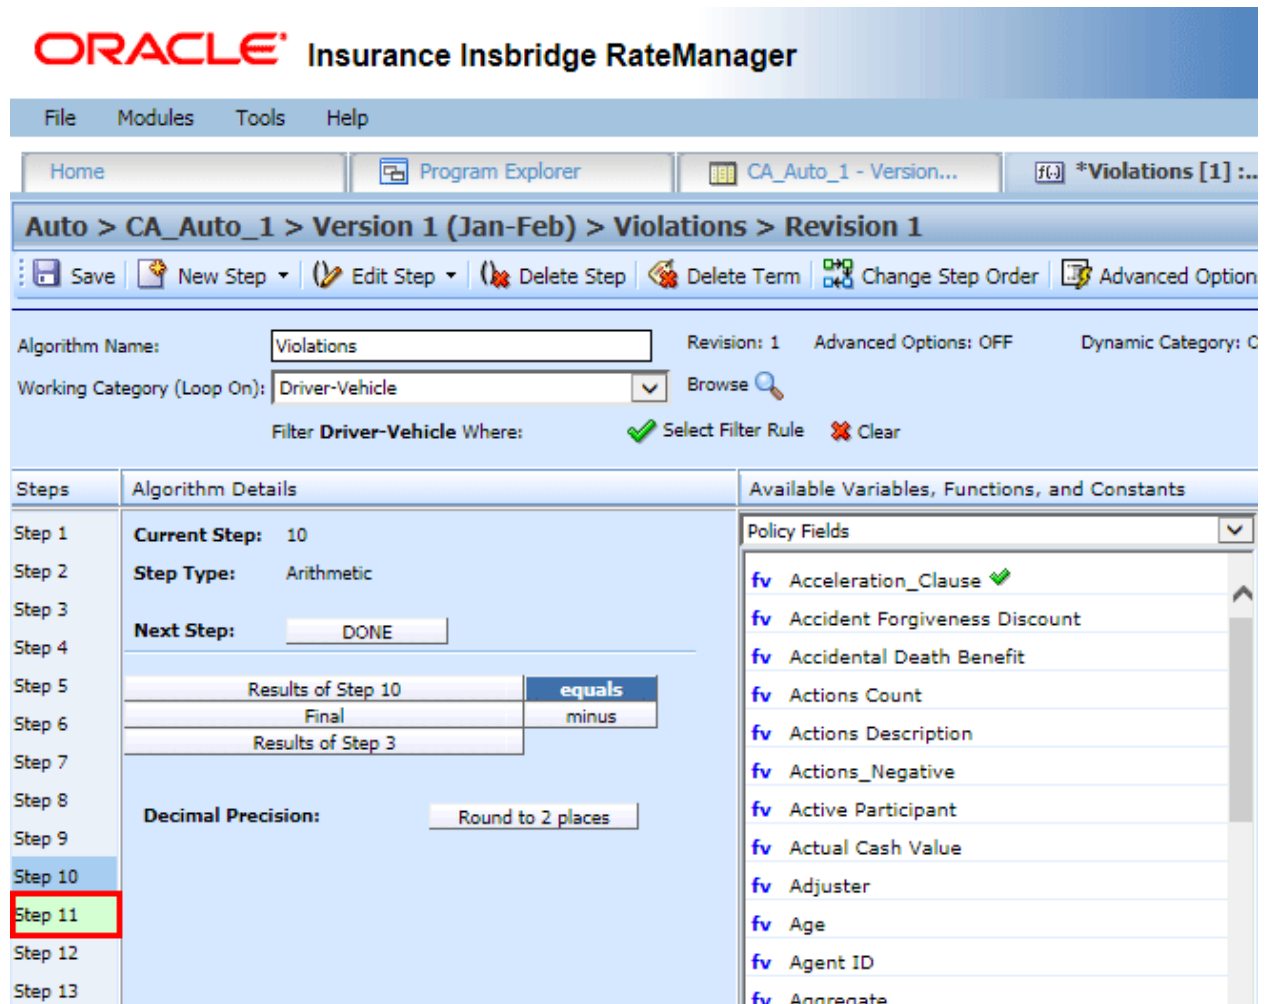 ORACLE Insurance Insbridge RateManager
File Modules Tools Help
Home Program Explorer CA_Auto_1 - Version... *Violations [1] :..
Auto > CA_Auto_1 > Version 1 (Jan-Feb) > Violations > Revision 1
Save New Step Edit Step Delete Step Delete Term Change Step Order Advanced Option
Algorithm Name: Violations Revision: 1 Advanced Options: OFF Dynamic Category:
Working Category (Loop On): Driver-Vehicle Browse
Filter Driver-Vehicle Where: Select Filter Rule Clear
Steps Algorithm Details Available Variables, Functions, and Constants
Step 1 Current Step: 10 Policy Fields
Step 2 Step Type: Arithmetic fv Acceleration_Clause
Step 3 fv Accident Forgiveness Discount
Step 4 Next Step: DONE fv Accidental Death Benefit
Step 5 Results of Step 10 equals fv Actions Count
Step 6 Final minus fv Actions Description
Step 7 Results of Step 3 fv Actions_Negative
Step 8 Decimal Precision: Round to 2 places fv Active Participant
Step 9 fv Actual Cash Value
Step 10 fv Adjuster
Step 11 fv Age
Step 12 fv Agent ID
Step 13 fv Aggregate